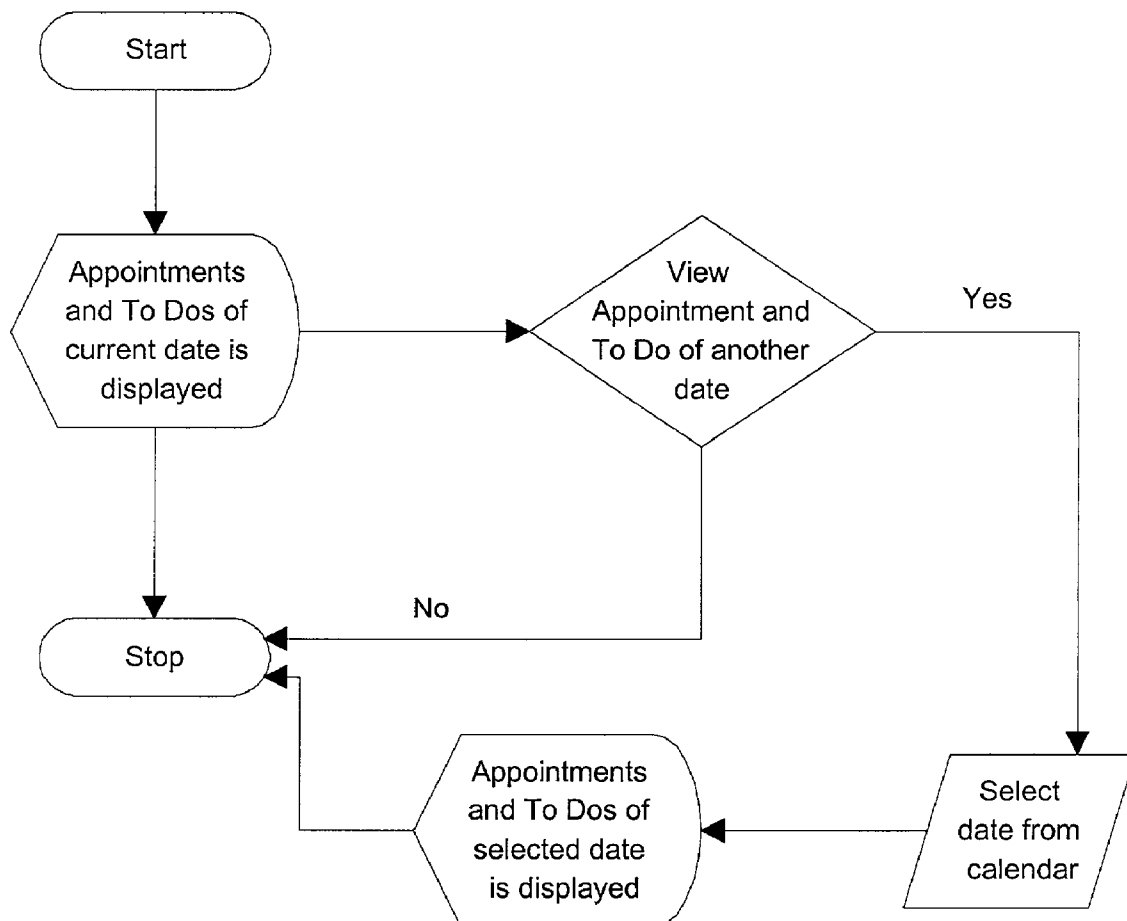 Start
Appointments
and To Dos of
current date is
displayed
View
Appointment and
To Do of another
date
Yes
No
Stop
Appointments
and To Dos of
selected date
is displayed
Select
date from
calendar